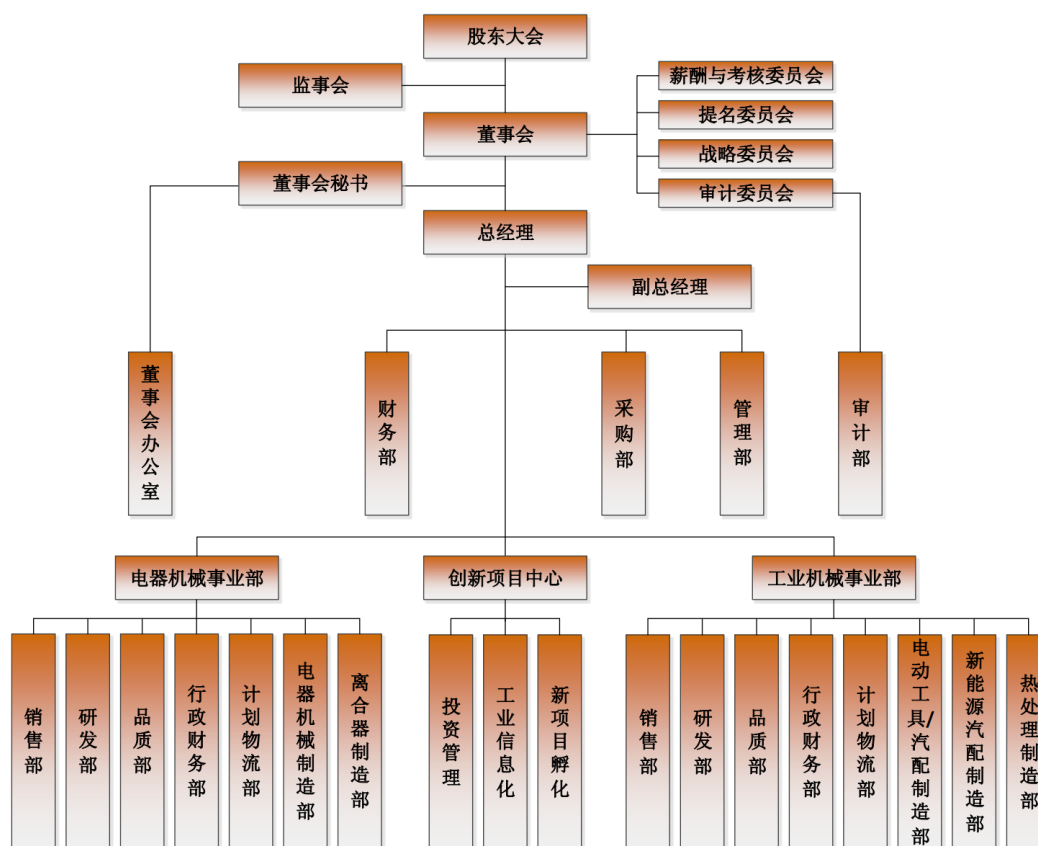 股东大会
监事会
薪酬与考核委员会
提名委员会
董事会
战略委员会
董事会秘书
审计委员会
总经理
副总经理
董事会办公室
财务部
采购部
管理部
审计部
电器机械事业部
创新项目中心
工业机械事业部
销售部
研发部
品质部
行政财务部
计划物流部
电器机械制造部
离合器制造部
投资管理
工业信息化
新项目孵化
销售部
研发部
品质部
行政财务部
计划物流部
电动工具/汽配制造部
新能源汽配制造部
热处理制造部